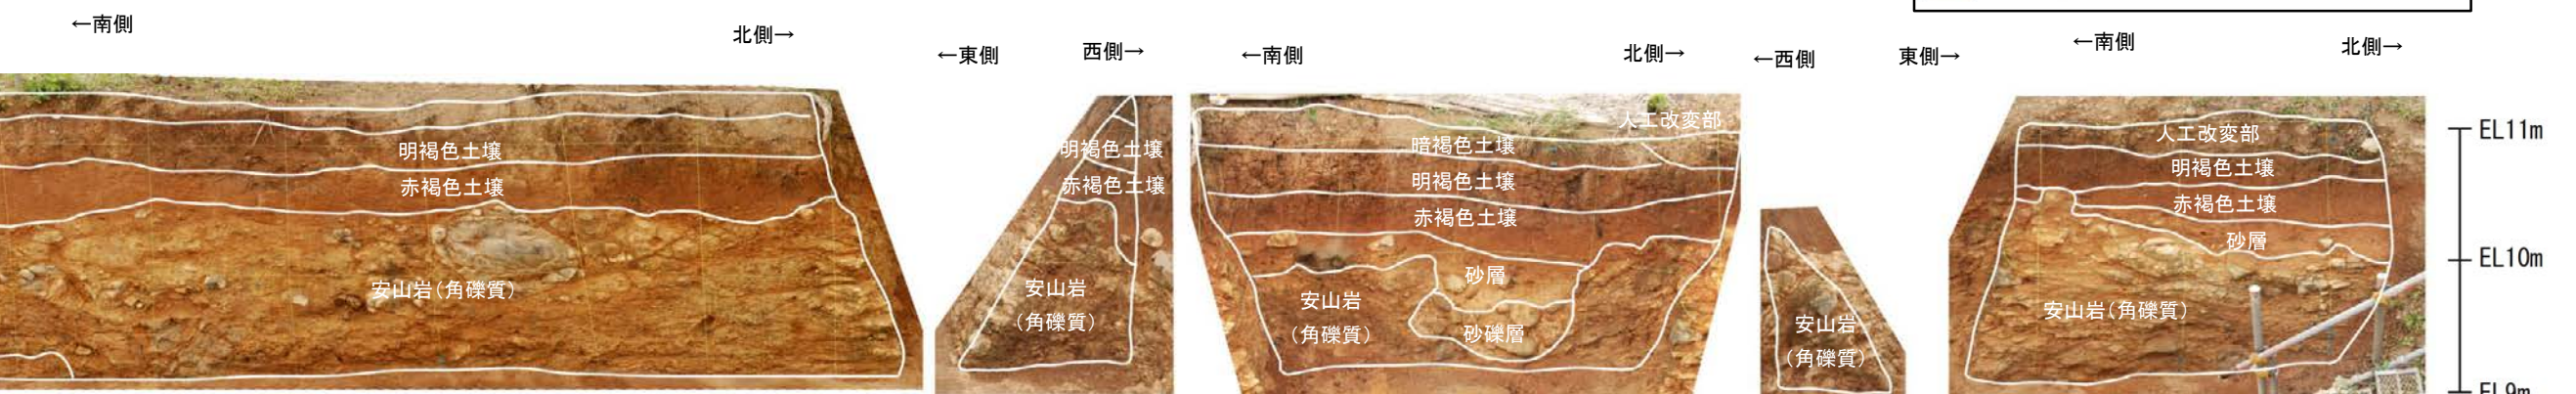 ←南側
北側→
←東側
西側→
←南側
北側→
←西側
東側→
←南側
北側→
明褐色土壌
赤褐色土壌
安山岩(角礫質)
明褐色土壌
赤褐色土壌
安山岩
(角礫質)
人工改変部
暗褐色土壌
明褐色土壌
赤褐色土壌
砂層
安山岩
(角礫質)
砂礫層
安山岩
(角礫質)
人工改変部
明褐色土壌
赤褐色土壌
砂層
安山岩(角礫質)
EL11m
EL10m
EL9m